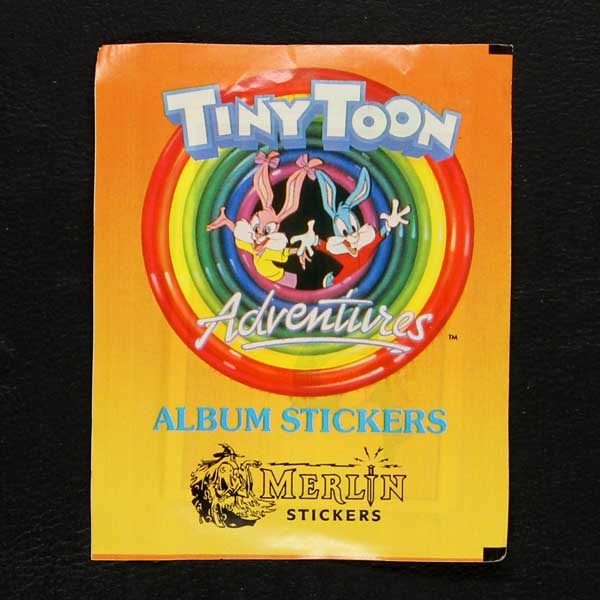 TINY TOON
Adventures
TM
ALBUM STICKERS
MERLIN
STICKERS